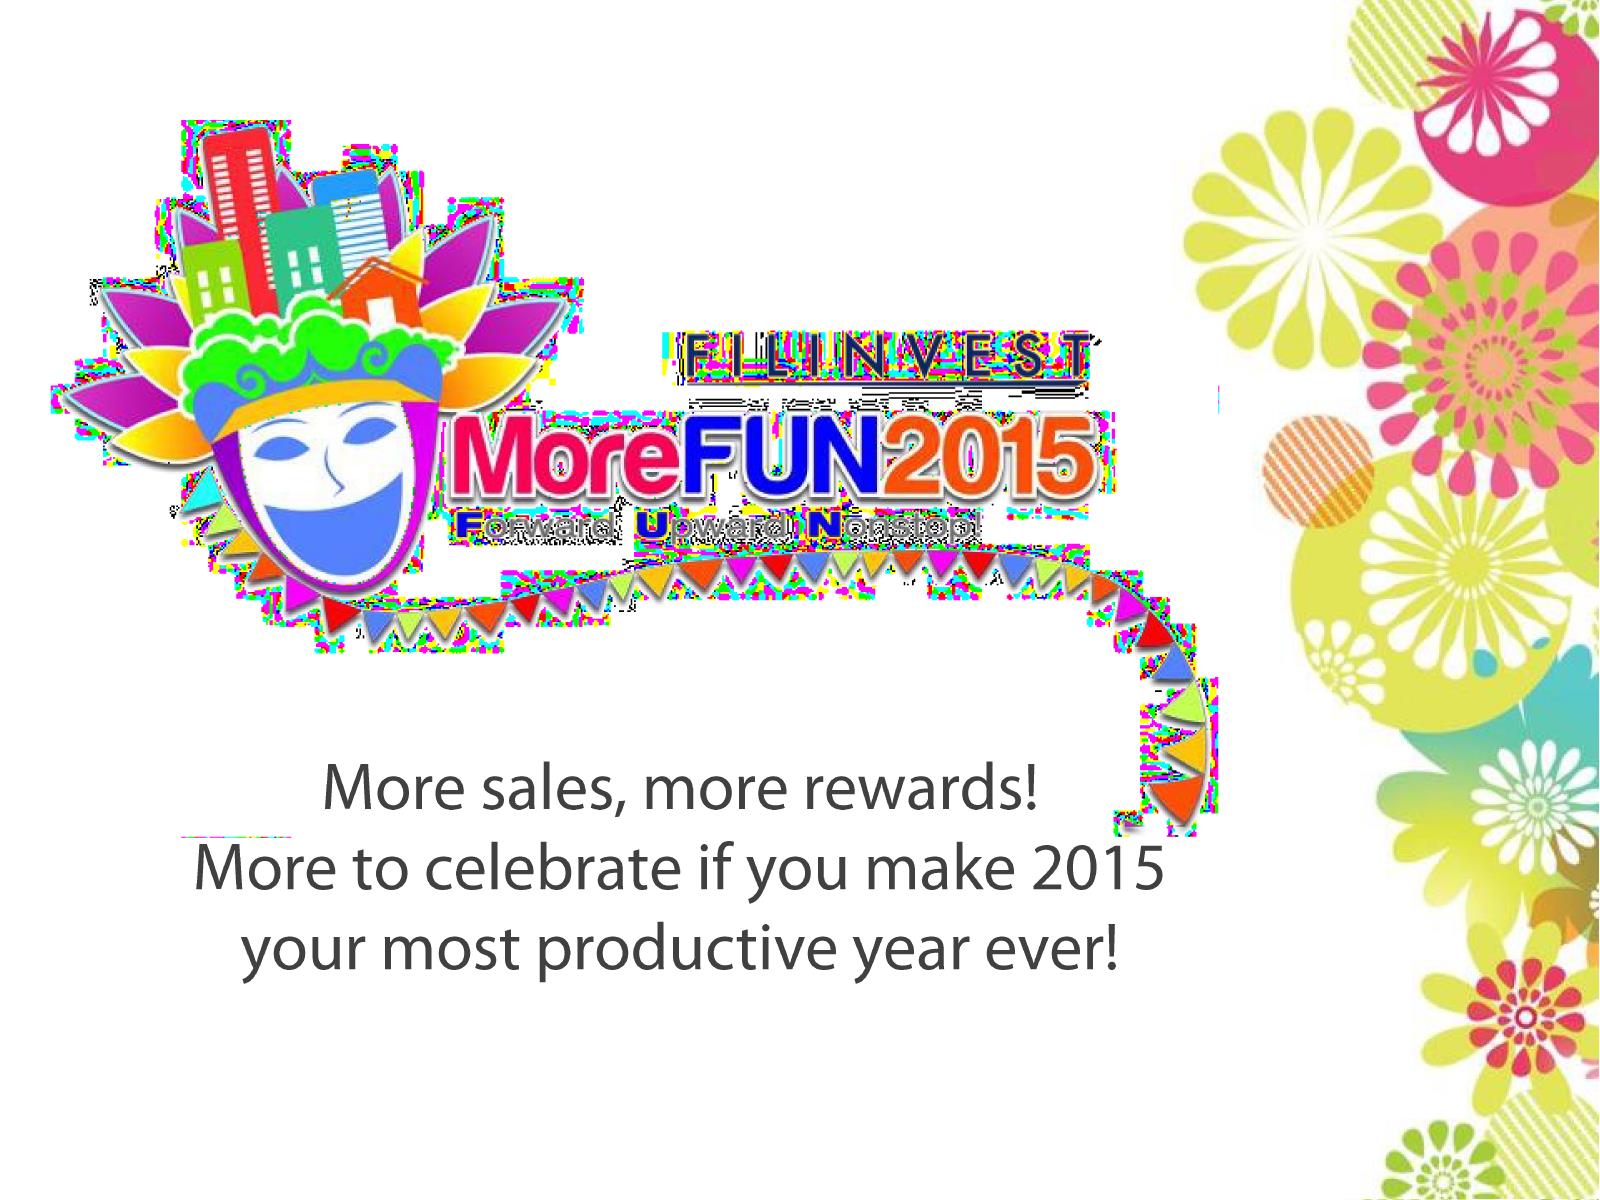 FILINVEST
MoreFUN2015
Forward Upward Nonstop!
More sales, more rewards!
More to celebrate if you make 2015
your most productive year ever!